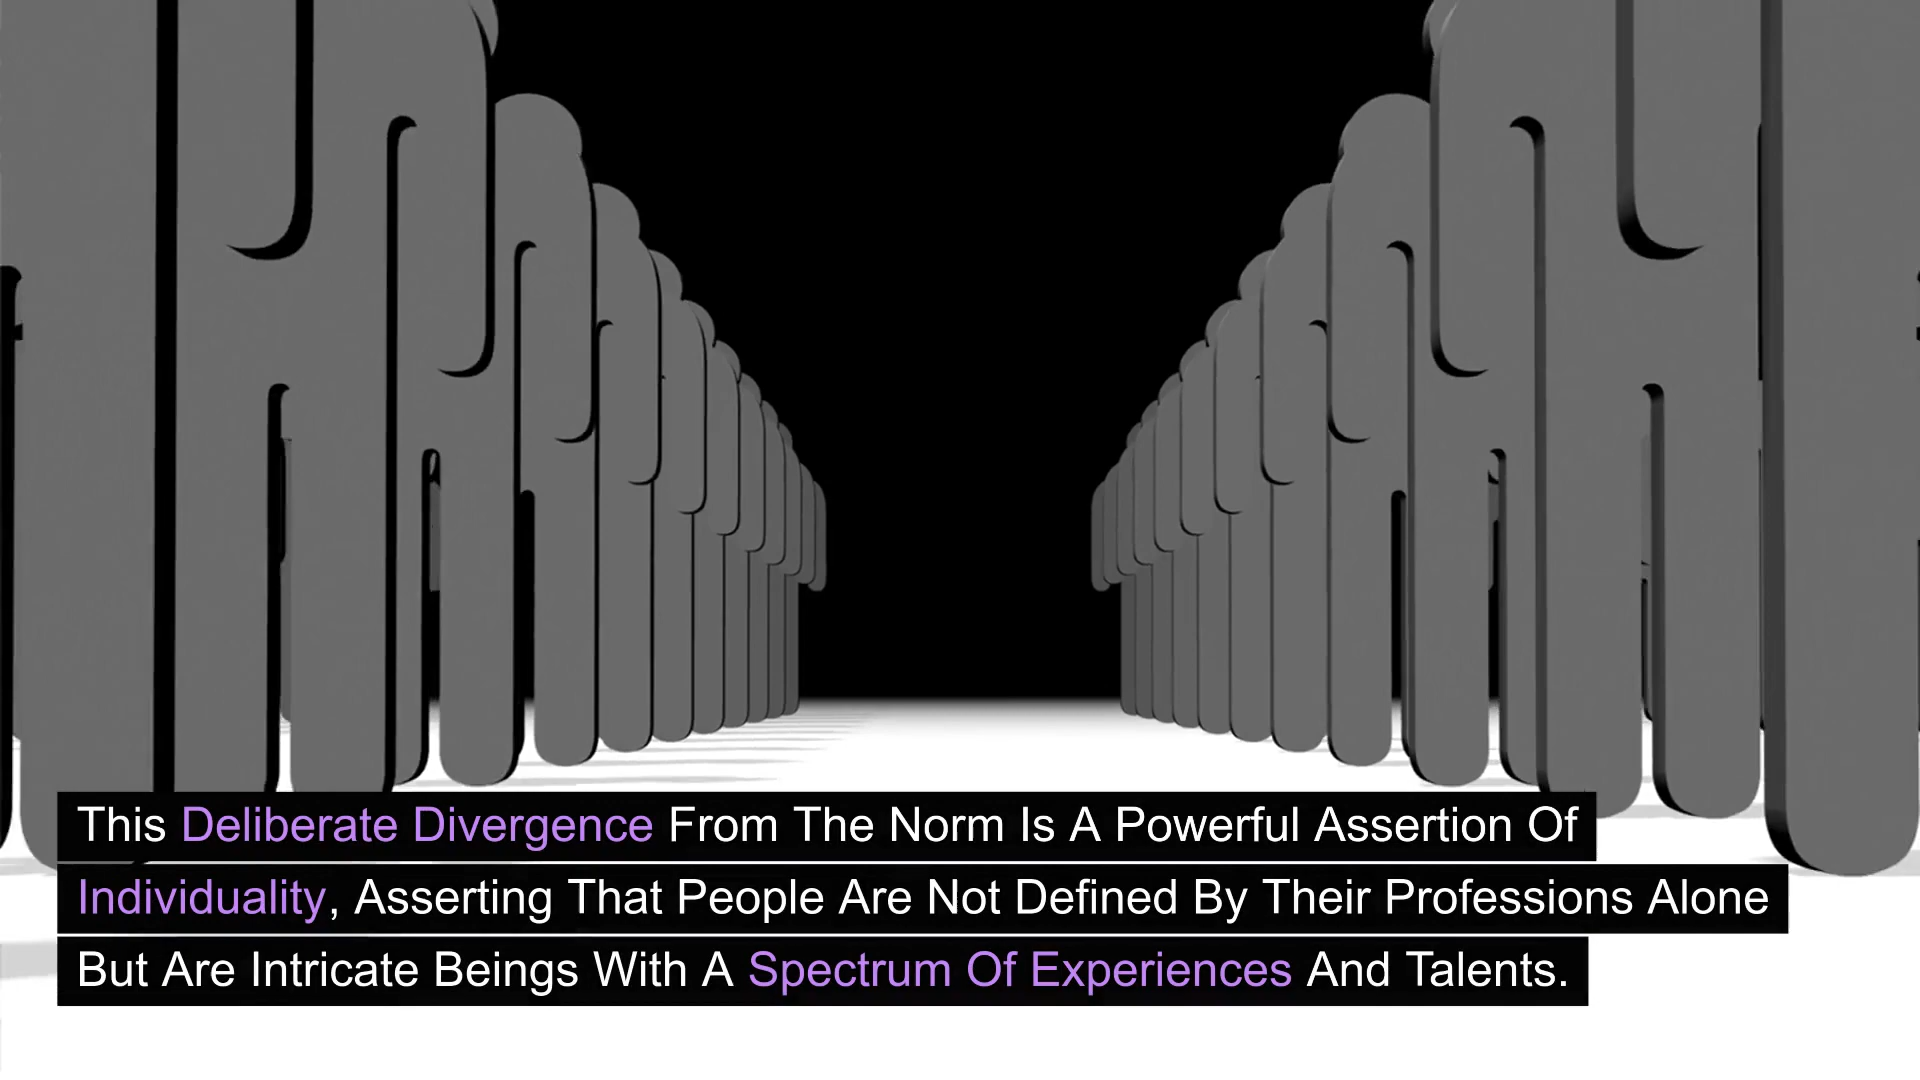 This Deliberate Divergence From The Norm Is A Powerful Assertion Of
Individuality, Asserting That People Are Not Defined By Their Professions Alone
But Are Intricate Beings With A Spectrum Of Experiences And Talents.